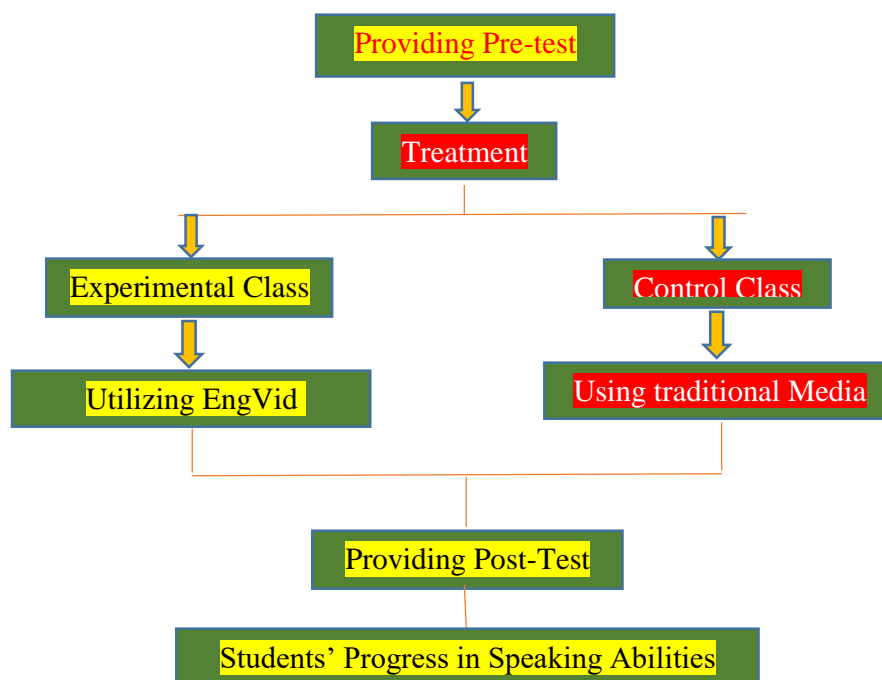 Providing Pre-test
Treatment
Experimental Class
Control Class
Utilizing EngVid
Using traditional Media
Providing Post-Test
Students’ Progress in Speaking Abilities